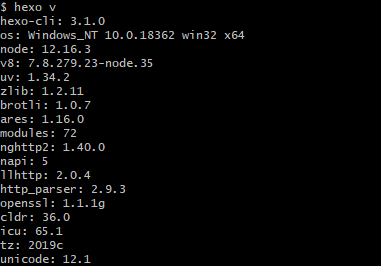 $ hexo v
hexo-cli: 3.1.0
os: Windows_NT 10.0.18362 win32 x64
node: 12.16.3
v8: 7.8.279.23-node.35
uv: 1.34.2
zlib: 1.2.11
brotli: 1.0.7
ares: 1.16.0
modules: 72
nghttp2: 1.40.0
napi: 5
llhttp: 2.0.4
http_parser: 2.9.3
openssl: 1.1.1g
cldr: 36.0
icu: 65.1
tz: 2019c
unicode: 12.1